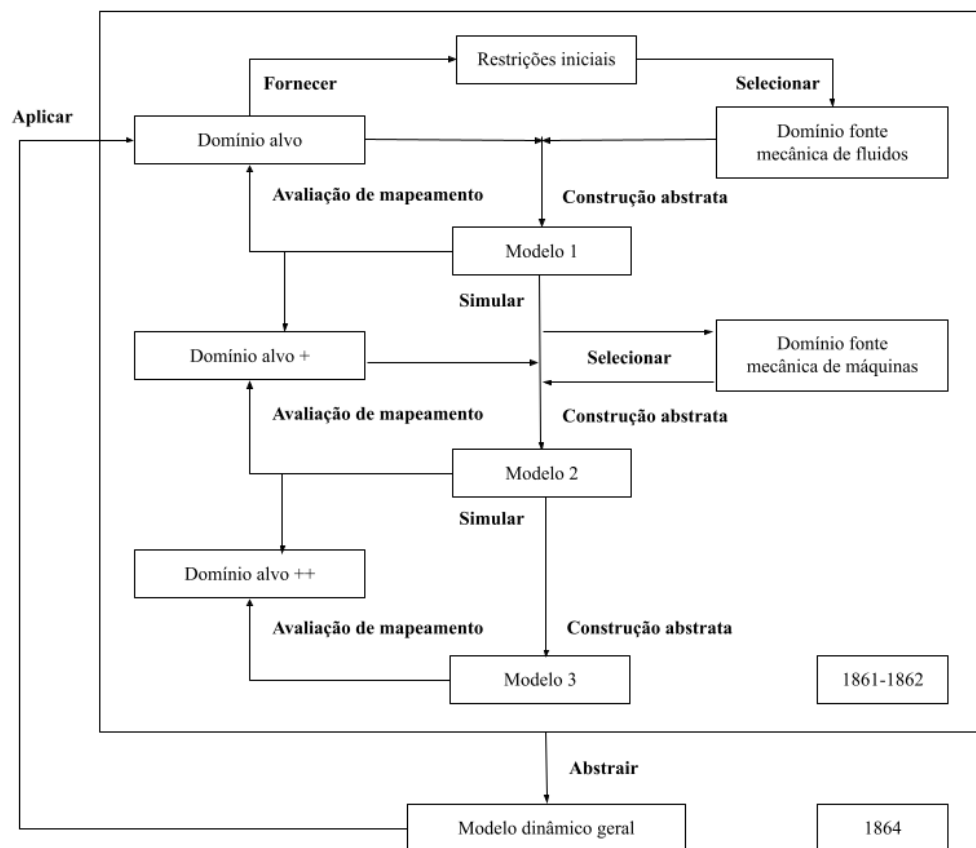 Restrições iniciais
Fornecer
Selecionar
Aplicar
Domínio alvo
Domínio fonte
mecânica de fluidos
Avaliação de mapeamento
Construção abstrata
Modelo 1
Simular
Domínio alvo +
Selecionar
Domínio fonte
mecânica de máquinas
Avaliação de mapeamento
Construção abstrata
Modelo 2
Simular
Domínio alvo ++
Avaliação de mapeamento
Construção abstrata
Modelo 3
1861-1862
Abstrair
Modelo dinâmico geral
1864